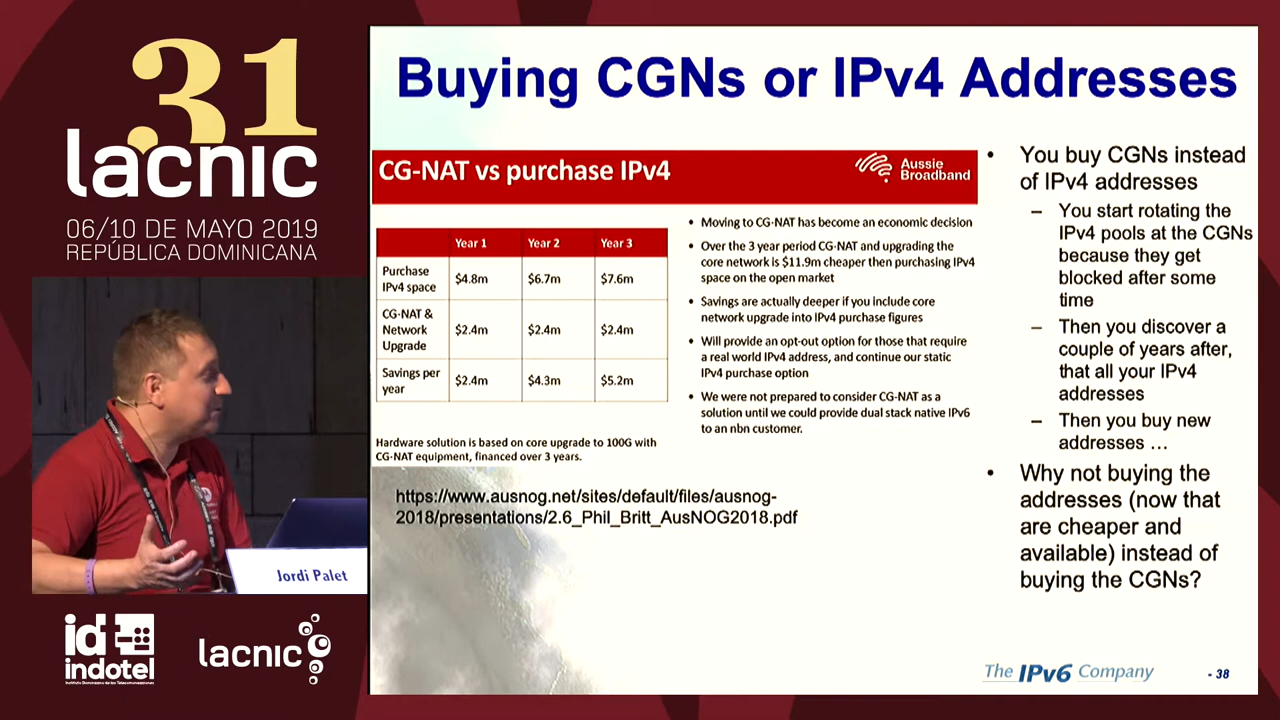 31
lacnic
06/10 DE MAYO 2019
REPÚBLICA DOMINICANA
Jordi Palet
id
indotel
Instituto Dominicano de las Telecomunicaciones
lacnic
Buying CGNs or IPv4 Addresses
CG-NAT vs purchase IPv4
Aussie
Broadband
Year 1 Year 2 Year 3
Purchase
IPv4 space
$4.8m $6.7m $7.6m
CG-NAT &
Network
Upgrade
$2.4m $2.4m $2.4m
Savings per
year
$2.4m $4.3m $5.2m
Hardware solution is based on core upgrade to 100G with
CG-NAT equipment, financed over 3 years.
• Moving to CG-NAT has become an economic decision
• Over the 3 year period CG-NAT and upgrading the
core network is $11.9m cheaper then purchasing IPv4
space on the open market
• Savings are actually deeper if you include core
network upgrade into IPv4 purchase figures
• Will provide an opt-out option for those that require
a real world IPv4 address, and continue our static
IPv4 purchase option
• We were not prepared to consider CG-NAT as a
solution until we could provide dual stack native IPv6
to an nbn customer.
https://www.ausnog.net/sites/default/files/ausnog-
2018/presentations/2.6_Phil_Britt_AusNOG2018.pdf
• You buy CGNs instead
of IPv4 addresses
– You start rotating the
IPv4 pools at the CGNs
because they get
blocked after some
time
– Then you discover a
couple of years after,
that all your IPv4
addresses
– Then you buy new
addresses …
• Why not buying the
addresses (now that
are cheaper and
available) instead of
buying the CGNs?
The IPv6 Company
- 38